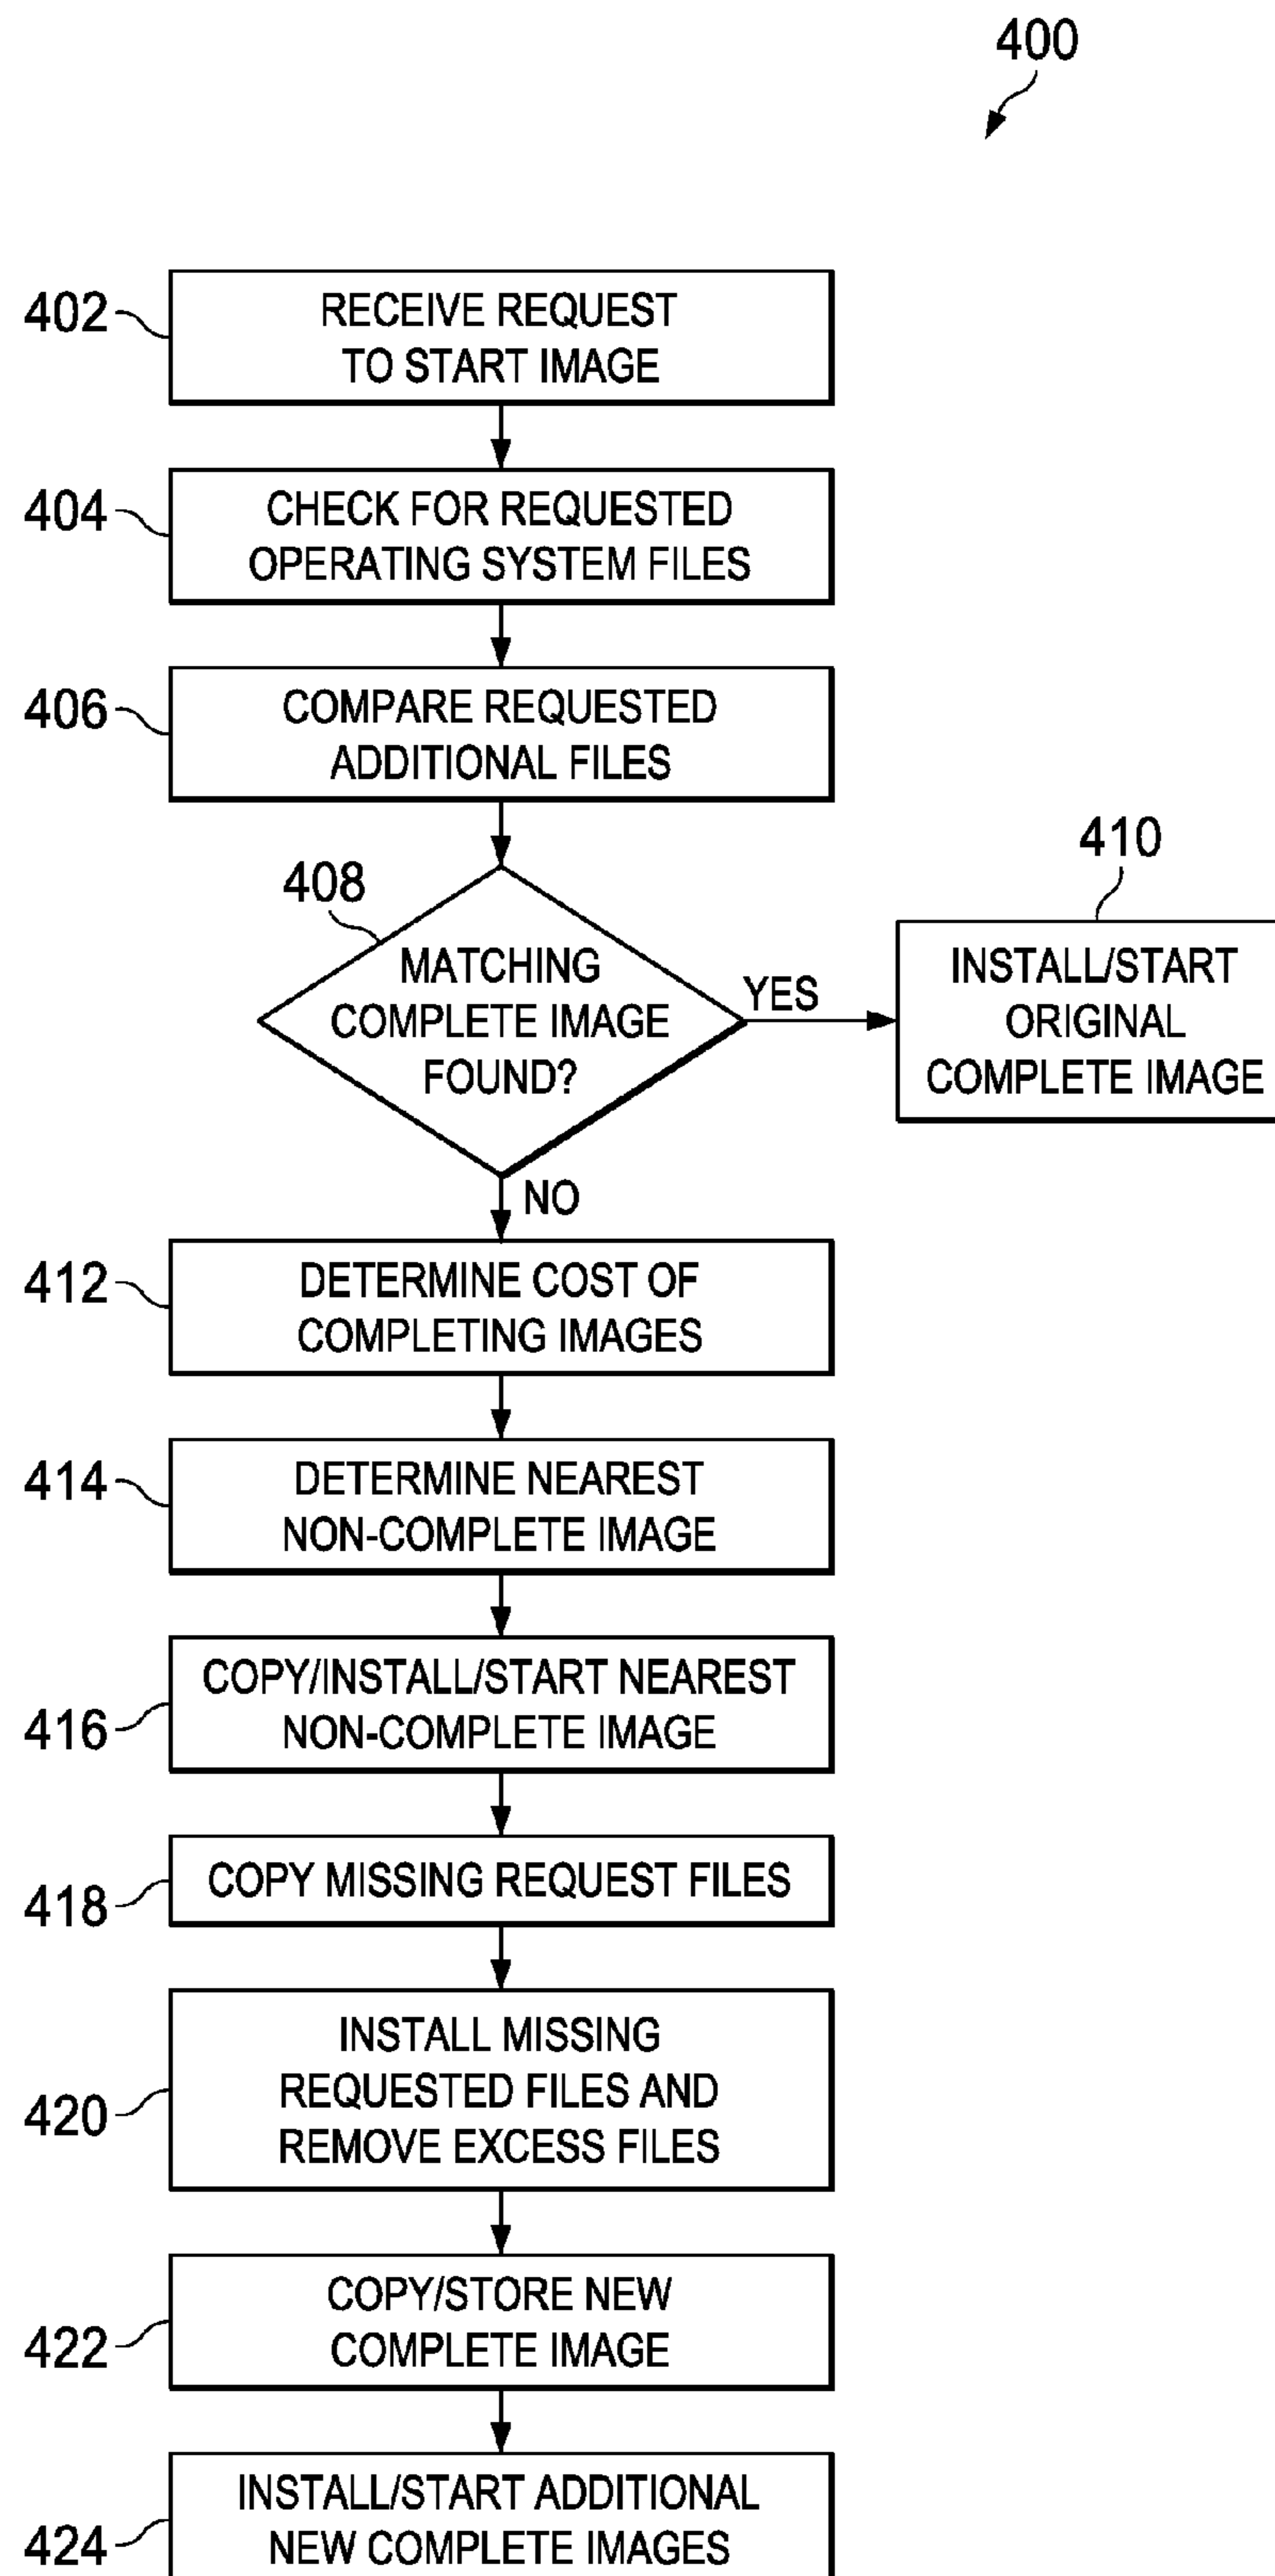 400
402
RECEIVE REQUEST
TO START IMAGE
404
CHECK FOR REQUESTED
OPERATING SYSTEM FILES
406
COMPARE REQUESTED
ADDITIONAL FILES
408
MATCHING
COMPLETE IMAGE
FOUND?
YES
410
INSTALL/START
ORIGINAL
COMPLETE IMAGE
NO
412
DETERMINE COST OF
COMPLETING IMAGES
414
DETERMINE NEAREST
NON-COMPLETE IMAGE
416
COPY/INSTALL/START NEAREST
NON-COMPLETE IMAGE
418
COPY MISSING REQUEST FILES
420
INSTALL MISSING
REQUESTED FILES AND
REMOVE EXCESS FILES
422
COPY/STORE NEW
COMPLETE IMAGE
424
INSTALL/START ADDITIONAL
NEW COMPLETE IMAGES